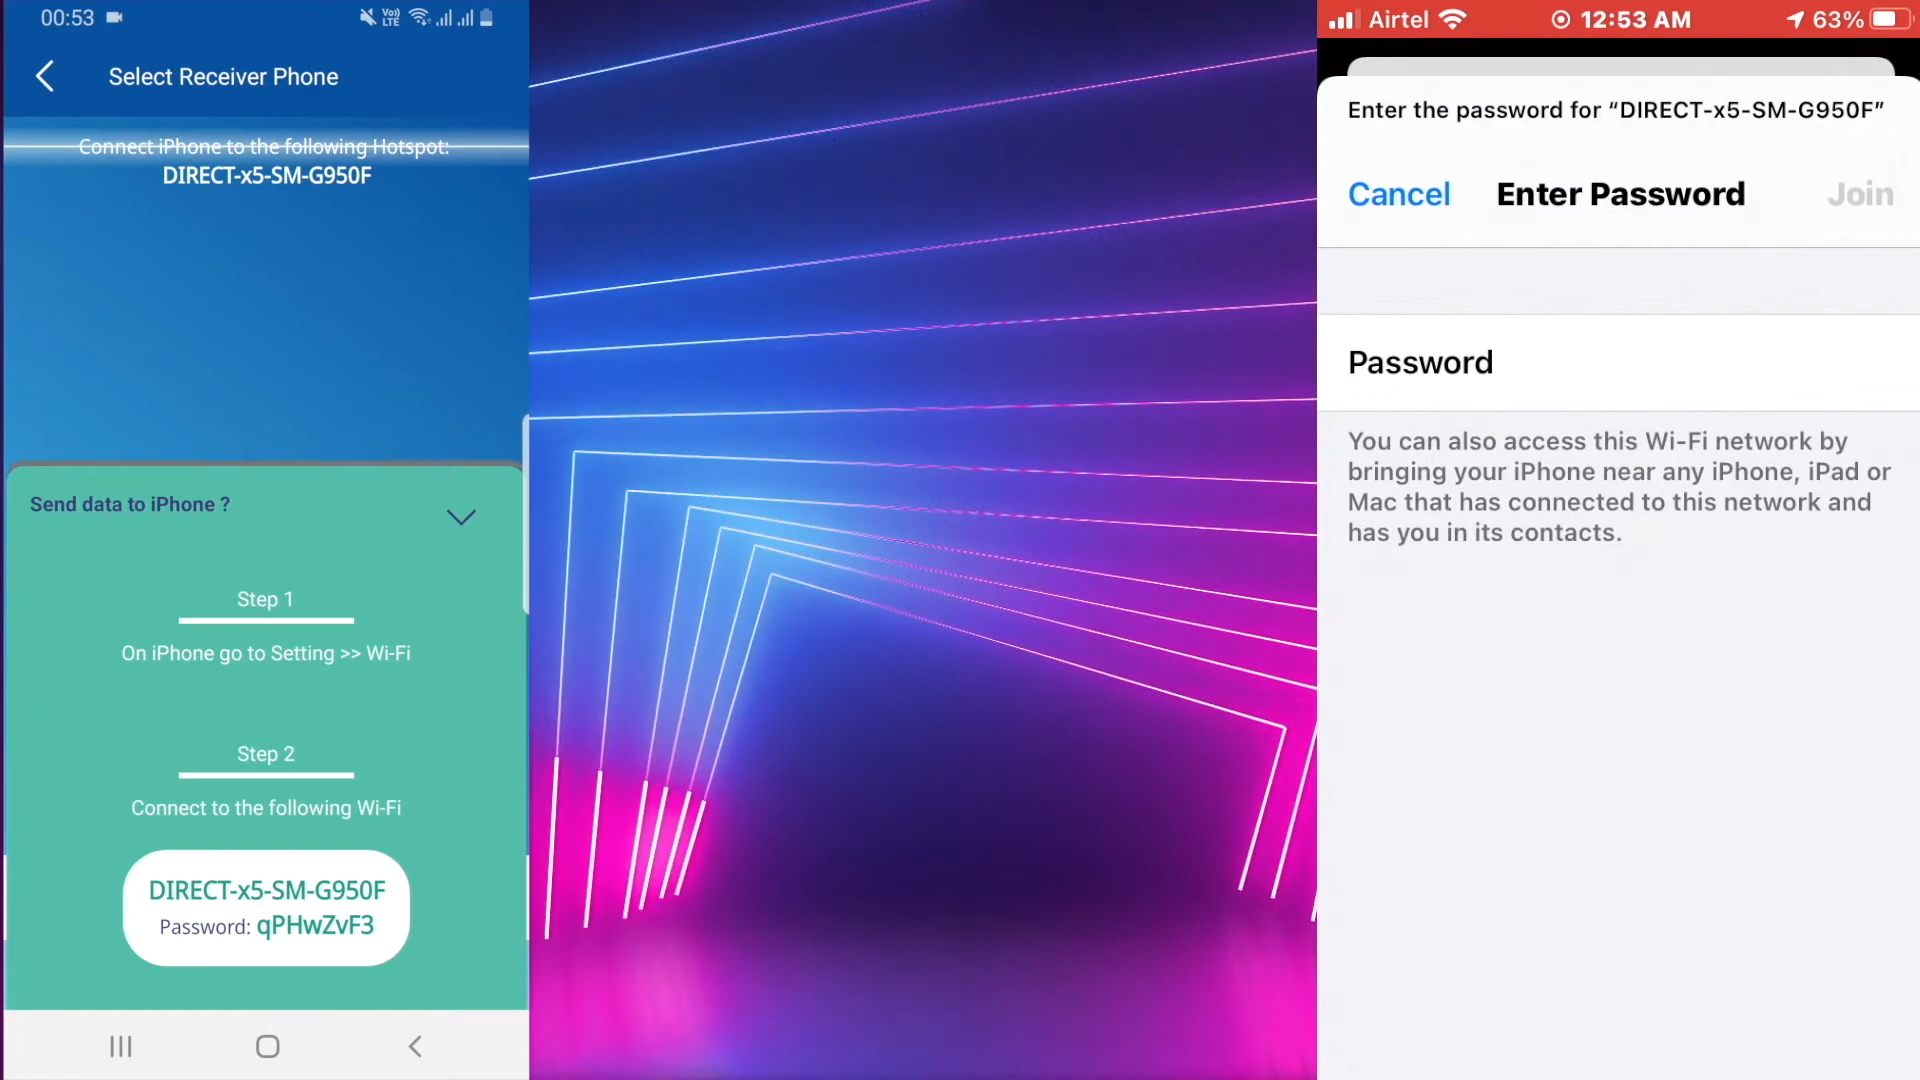 00:53
Vo))
LTE
Select Receiver Phone
Connect iPhone to the following Hotspot:
DIRECT-x5-SM-G950F
Send data to iPhone ?
Step 1
On iPhone go to Setting >> Wi-Fi
Step 2
Connect to the following Wi-Fi
DIRECT-x5-SM-G950F
Password: qPHwZvF3
Airtel 12:53 AM 63%
Enter the password for “DIRECT-x5-SM-G950F”
Cancel Enter Password Join
Password
You can also access this Wi-Fi network by
bringing your iPhone near any iPhone, iPad or
Mac that has connected to this network and
has you in its contacts.